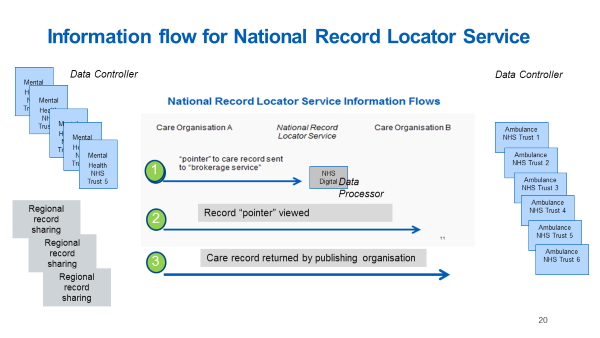 Information flow for National Record Locator Service
Data Controller
Data Controller
National Record Locator Service Information Flows
Care Organisation A
National Record
Locator Service
Care Organisation B
Mental
Mental
Mental
Mental
Health
NHS
Trust 5
Regional
record
sharing
Regional
record
sharing
Regional
record
sharing
1
"pointer" to care record sent
to "brokerage service"
NHS
Digital
Data
Processor
2
Record "pointer" viewed
11
3
Care record returned by publishing organisation
Ambulance
NHS Trust 1
Ambulance
NHS Trust 2
Ambulance
NHS Trust 3
Ambulance
NHS Trust 4
Ambulance
NHS Trust 5
Ambulance
NHS Trust 6
20